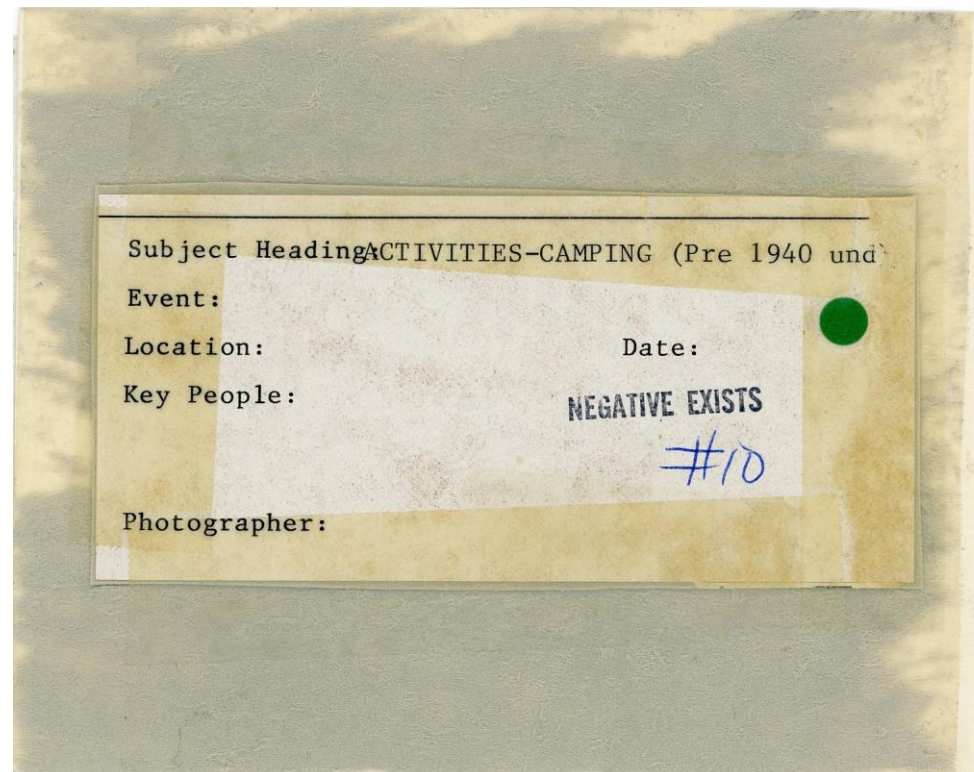 Subject Heading: ACTIVITIES-CAMPING (Pre 1940 und)
Event:
Location:
Date:
Key People:
NEGATIVE EXISTS
#10
Photographer: